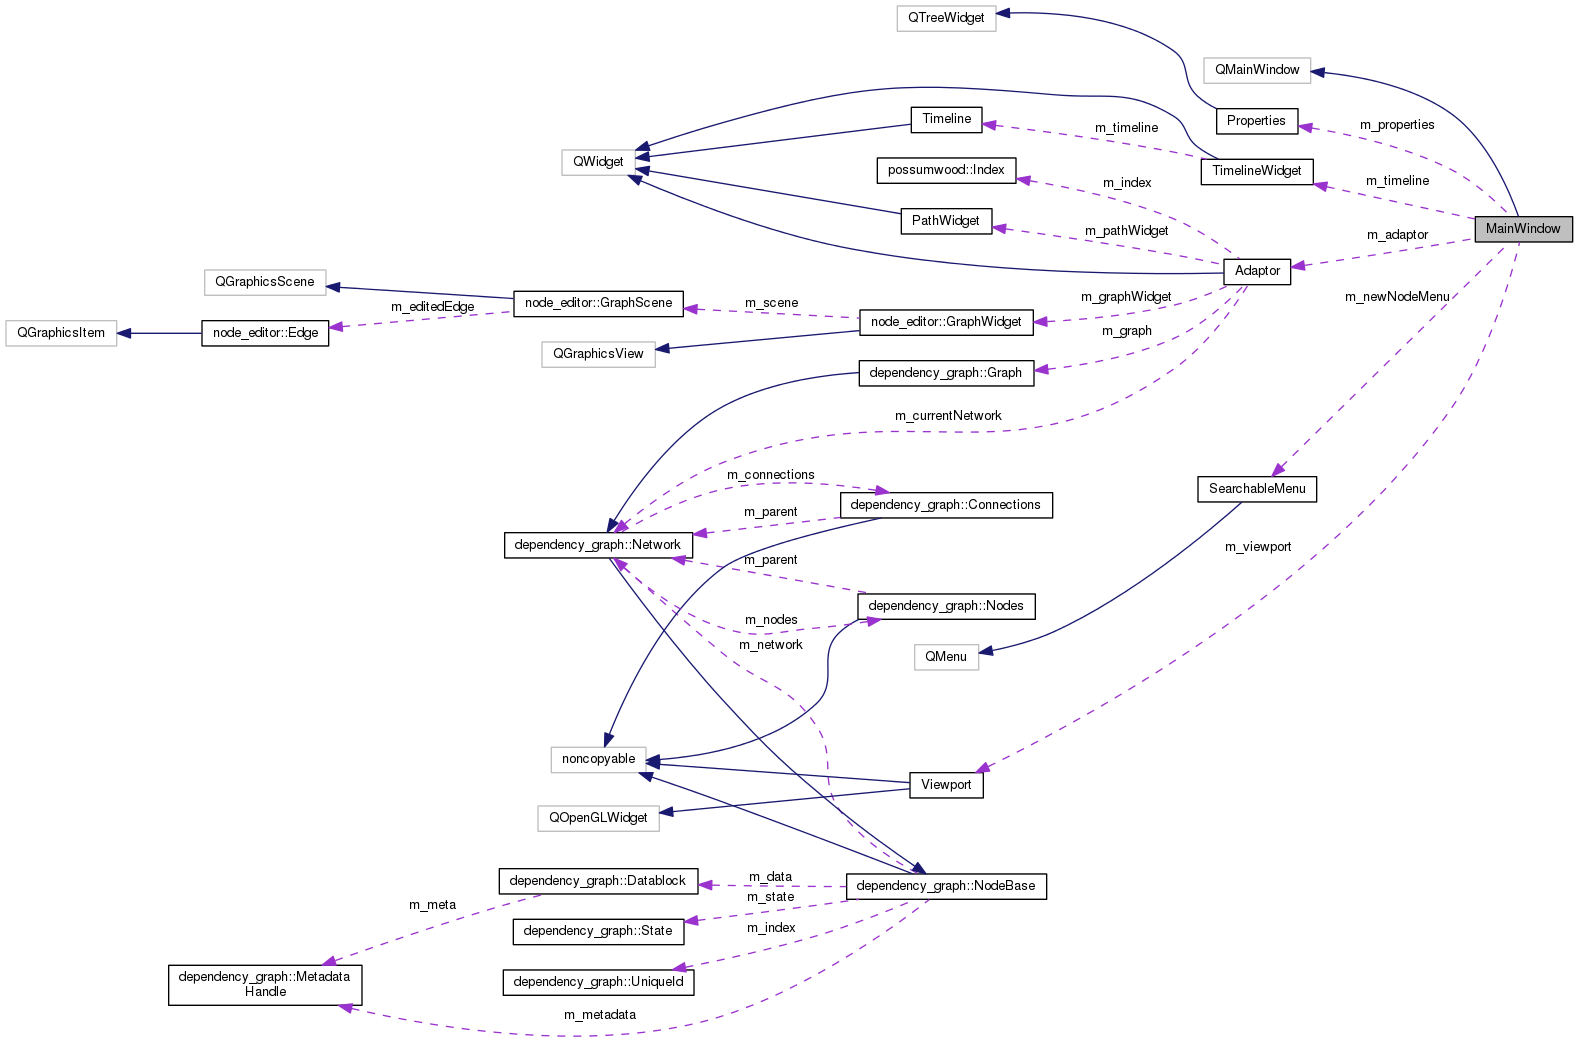 QTreeWidget
QMainWindow
Timeline
m_timeline
Properties
m_properties
QWidget
possumwood::Index
m_index
TimelineWidget
m_timeline
PathWidget
m_pathWidget
MainWindow
m_adaptor
Adaptor
QGraphicsScene
node_editor::GraphScene
m_editedEdge
m_scene
m_graphWidget
m_newNodeMenu
QGraphicsItem
node_editor::Edge
node_editor::GraphWidget
m_graph
QGraphicsView
dependency_graph::Graph
m_currentNetwork
m_connections
SearchableMenu
dependency_graph::Connections
m_parent
dependency_graph::Network
m_viewport
m_parent
dependency_graph::Nodes
m_nodes
m_network
QMenu
noncopyable
Viewport
QOpenGLWidget
dependency_graph::Datablock
m_data
dependency_graph::NodeBase
m_state
m_meta
dependency_graph::State
m_index
dependency_graph::Metadata
Handle
dependency_graph::UniqueId
m_metadata